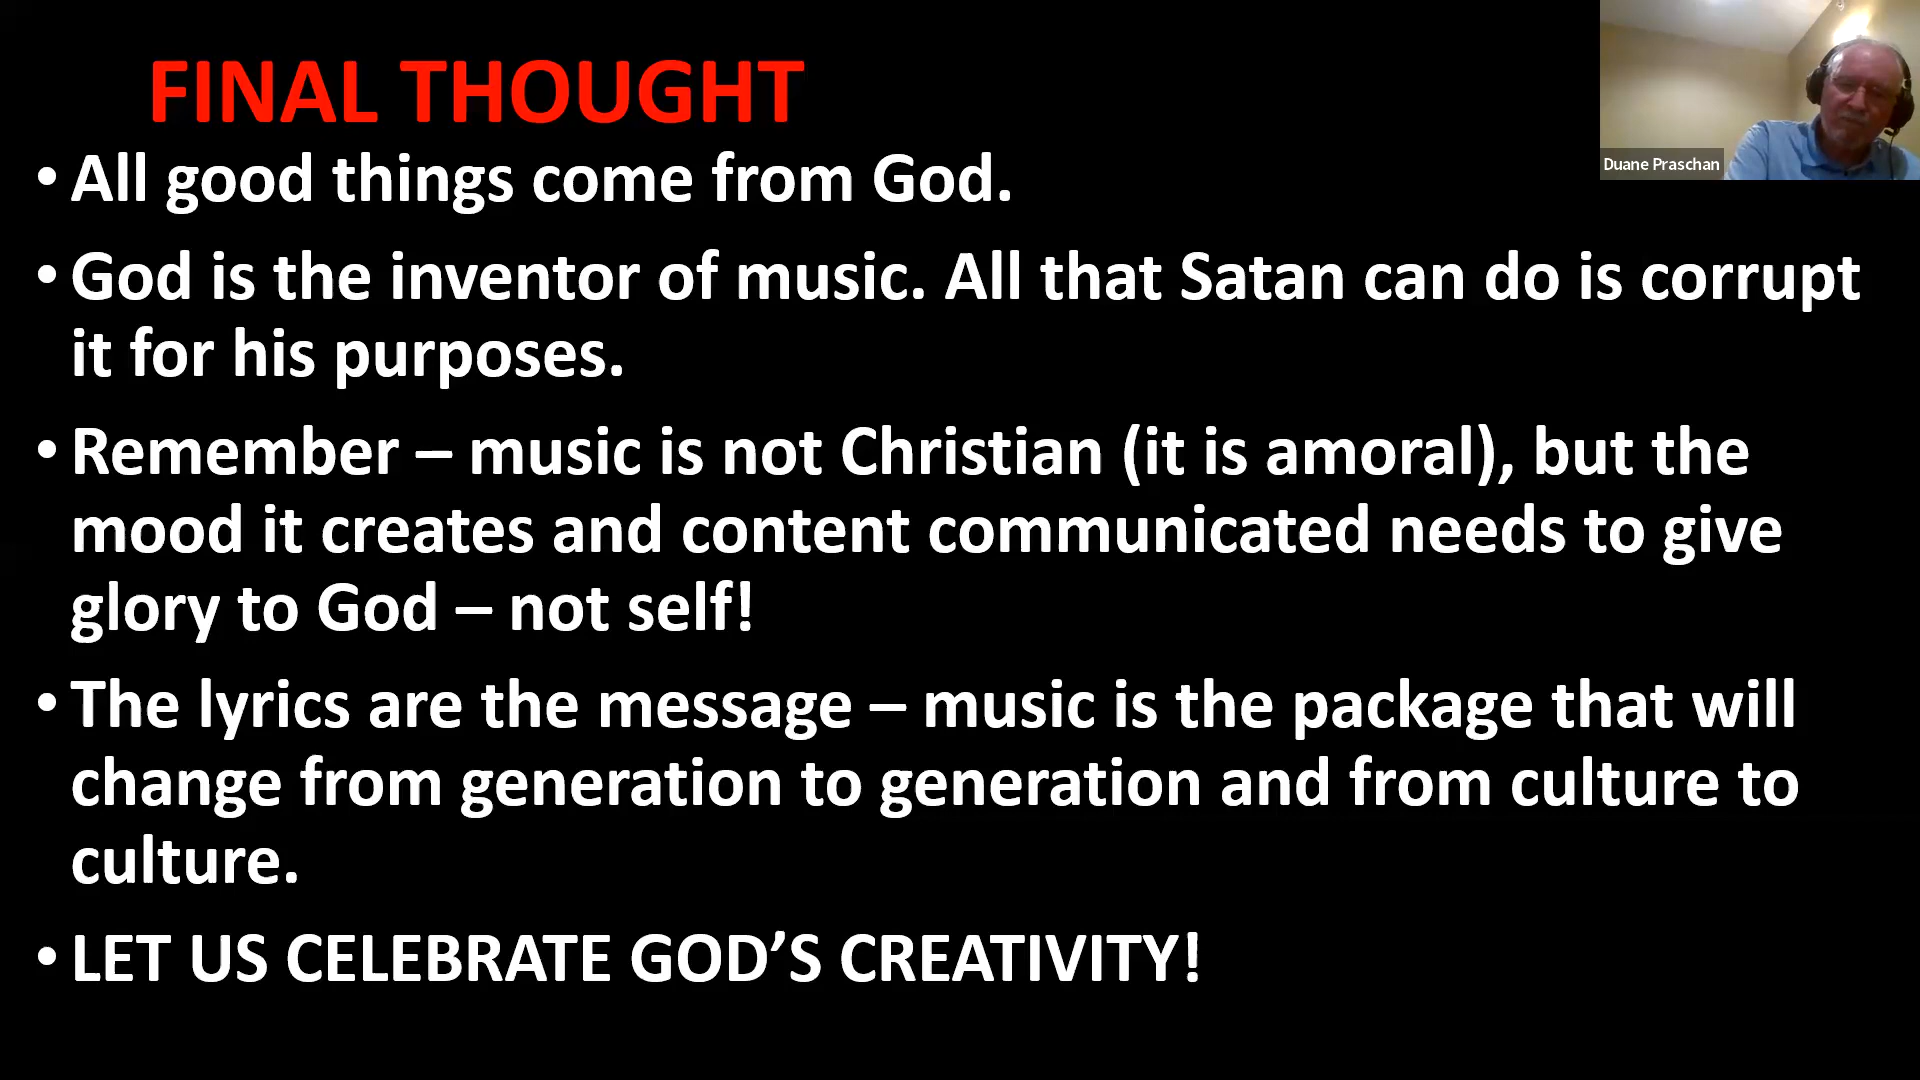 FINAL THOUGHT
• All good things come from God.
• God is the inventor of music. All that Satan can do is corrupt
it for his purposes.
• Remember – music is not Christian (it is amoral), but the
mood it creates and content communicated needs to give
glory to God – not self!
• The lyrics are the message – music is the package that will
change from generation to generation and from culture to
culture.
• LET US CELEBRATE GOD’S CREATIVITY!
Duane Praschan